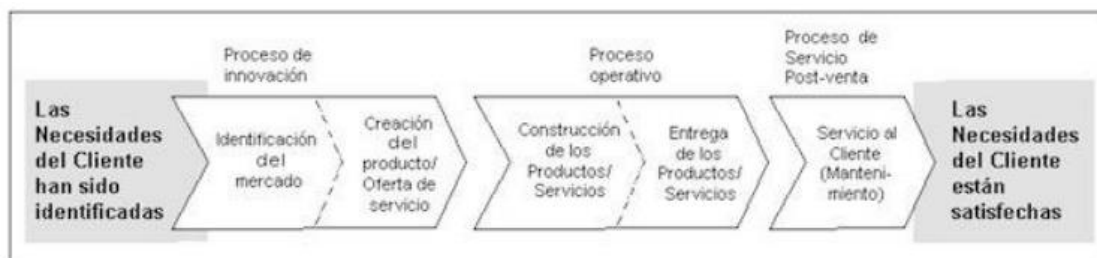 Proceso de
innovación
Proceso
operativo
Proceso de
Servicio
Post-venta
Las
Necesidades
del Cliente
han sido
identificadas
Identificación
del
mercado
Creación
del
producto/
Oferta de
servicio
Construcción
de los
Productos/
Servicios
Entrega
de los
Productos/
Servicios
Servicio al
Cliente
(Manteni-
miento)
Las
Necesidades
del Cliente
están
satisfechas